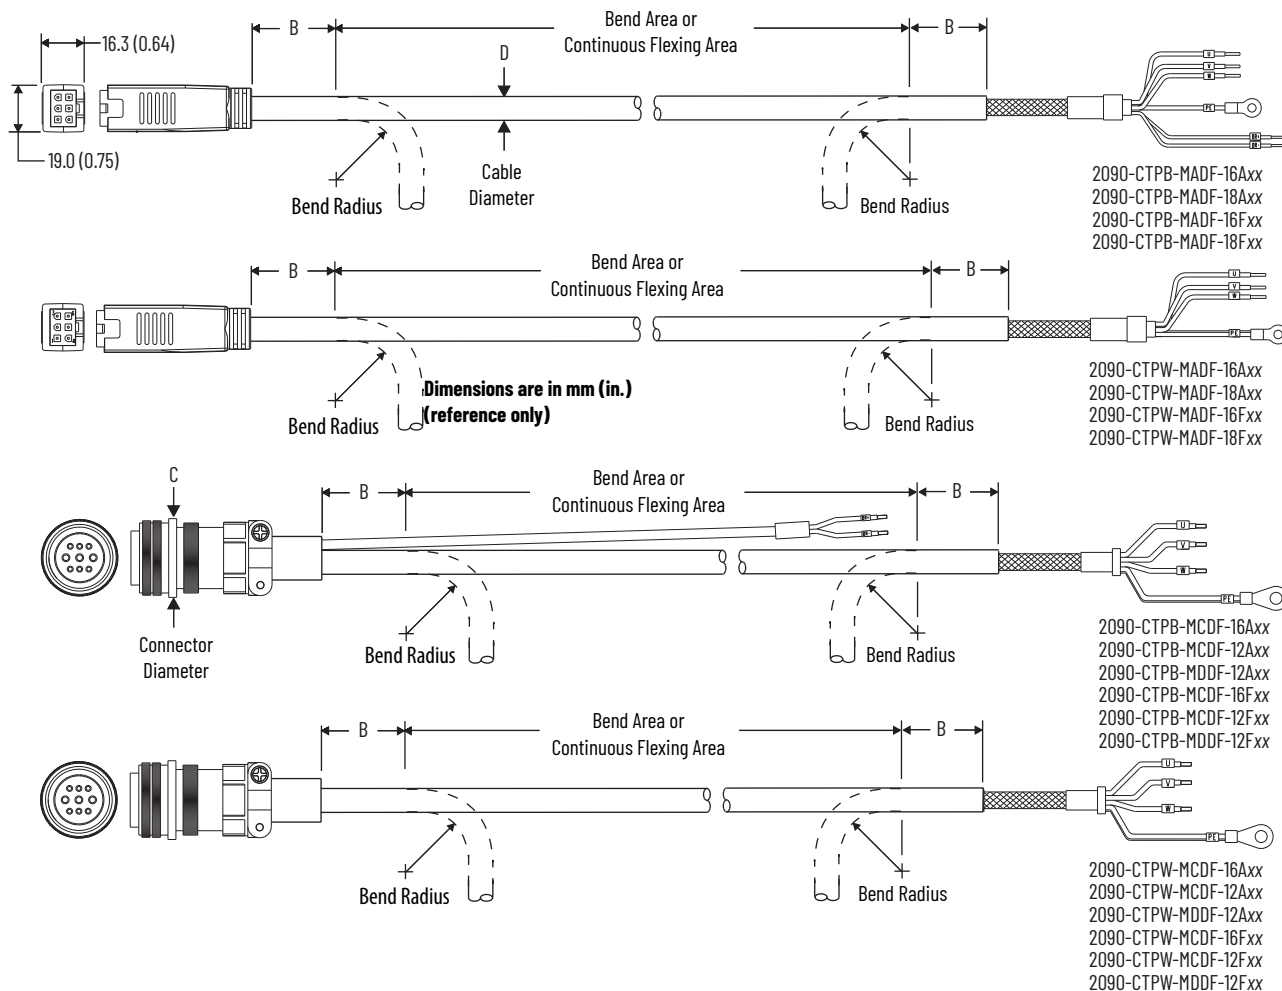 16.3 (0.64)
B
Bend Area or
Continuous Flexing Area
B
D
19.0 (0.75)
Cable
Diameter
Bend Radius
Bend Radius
U
V
W
PE
2090-CTPB-MADF-16Axx
2090-CTPB-MADF-18Axx
2090-CTPB-MADF-16Fxx
2090-CTPB-MADF-18Fxx
B
Bend Area or
Continuous Flexing Area
B
U
V
W
PE
Bend Radius
Dimensions are in mm (in.)
(reference only)
Bend Radius
2090-CTPW-MADF-16Axx
2090-CTPW-MADF-18Axx
2090-CTPW-MADF-16Fxx
2090-CTPW-MADF-18Fxx
C
B
Bend Area or
Continuous Flexing Area
B
U
V
W
PE
Connector
Diameter
Bend Radius
Bend Radius
2090-CTPB-MCDF-16Axx
2090-CTPB-MCDF-12Axx
2090-CTPB-MDDF-12Axx
2090-CTPB-MCDF-16Fxx
2090-CTPB-MCDF-12Fxx
2090-CTPB-MDDF-12Fxx
B
Bend Area or
Continuous Flexing Area
B
U
V
W
PE
Bend Radius
Bend Radius
2090-CTPW-MCDF-16Axx
2090-CTPW-MCDF-12Axx
2090-CTPW-MDDF-12Axx
2090-CTPW-MCDF-16Fxx
2090-CTPW-MCDF-12Fxx
2090-CTPW-MDDF-12Fxx